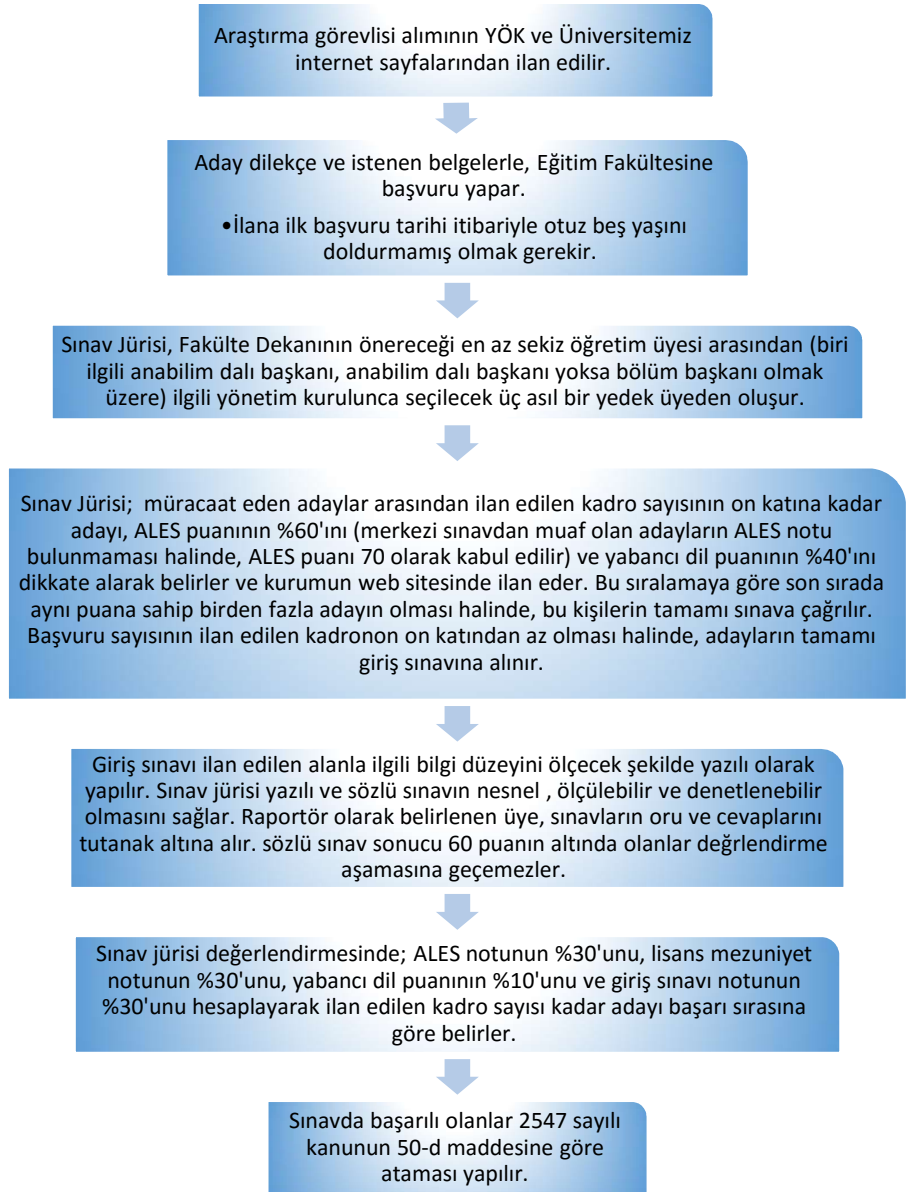 Araştırma görevlisi alımının YÖK ve Üniversitemiz
internet sayfalarından ilan edilir.
Aday dilekçe ve istenen belgelerle, Eğitim Fakültesine
başvuru yapar.
•İlana ilk başvuru tarihi itibariyle otuz beş yaşını
doldurmamış olmak gerekir.
Sınav Jürisi, Fakülte Dekanının önereceği en az sekiz öğretim üyesi arasından (biri
ilgili anabilim dalı başkanı, anabilim dalı başkanı yoksa bölüm başkanı olmak
üzere) ilgili yönetim kurulunca seçilecek üç asıl bir yedek üyeden oluşur.
Sınav Jürisi;  müracaat eden adaylar arasından ilan edilen kadro sayısının on katına kadar
adayı, ALES puanının %60'ını (merkezi sınavdan muaf olan adayların ALES notu
bulunmaması halinde, ALES puanı 70 olarak kabul edilir) ve yabancı dil puanının %40'ını
dikkate alarak belirler ve kurumun web sitesinde ilan eder. Bu sıralamaya göre son sırada
aynı puana sahip birden fazla adayın olması halinde, bu kişilerin tamamı sınava çağrılır.
Başvuru sayısının ilan edilen kadronon on katından az olması halinde, adayların tamamı
giriş sınavına alınır.
Giriş sınavı ilan edilen alanla ilgili bilgi düzeyini ölçecek şekilde yazılı olarak
yapılır. Sınav jürisi yazılı ve sözlü sınavın nesnel , ölçülebilir ve denetlenebilir
olmasını sağlar. Raportör olarak belirlenen üye, sınavların oru ve cevaplarını
tutanak altına alır. sözlü sınav sonucu 60 puanın altında olanlar değrlendirme
aşamasına geçemezler.
Sınav jürisi değerlendirmesinde; ALES notunun %30'unu, lisans mezuniyet
notunun %30'unu, yabancı dil puanının %10'unu ve giriş sınavı notunun
%30'unu hesaplayarak ilan edilen kadro sayısı kadar adayı başarı sırasına
göre belirler.
Sınavda başarılı olanlar 2547 sayılı
kanunun 50-d maddesine göre
ataması yapılır.